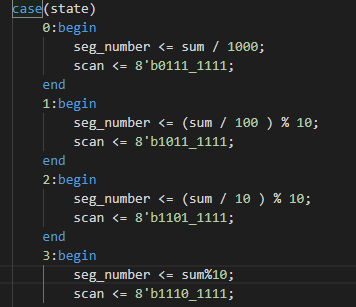 case(state)
0:begin
seg_number <= sum / 1000;
scan <= 8'b0111_1111;
end
1:begin
seg_number <= (sum / 100 ) % 10;
scan <= 8'b1011_1111;
end
2:begin
seg_number <= (sum / 10 ) % 10;
scan <= 8'b1101_1111;
end
3:begin
seg_number <= sum%10;
scan <= 8'b1110_1111;